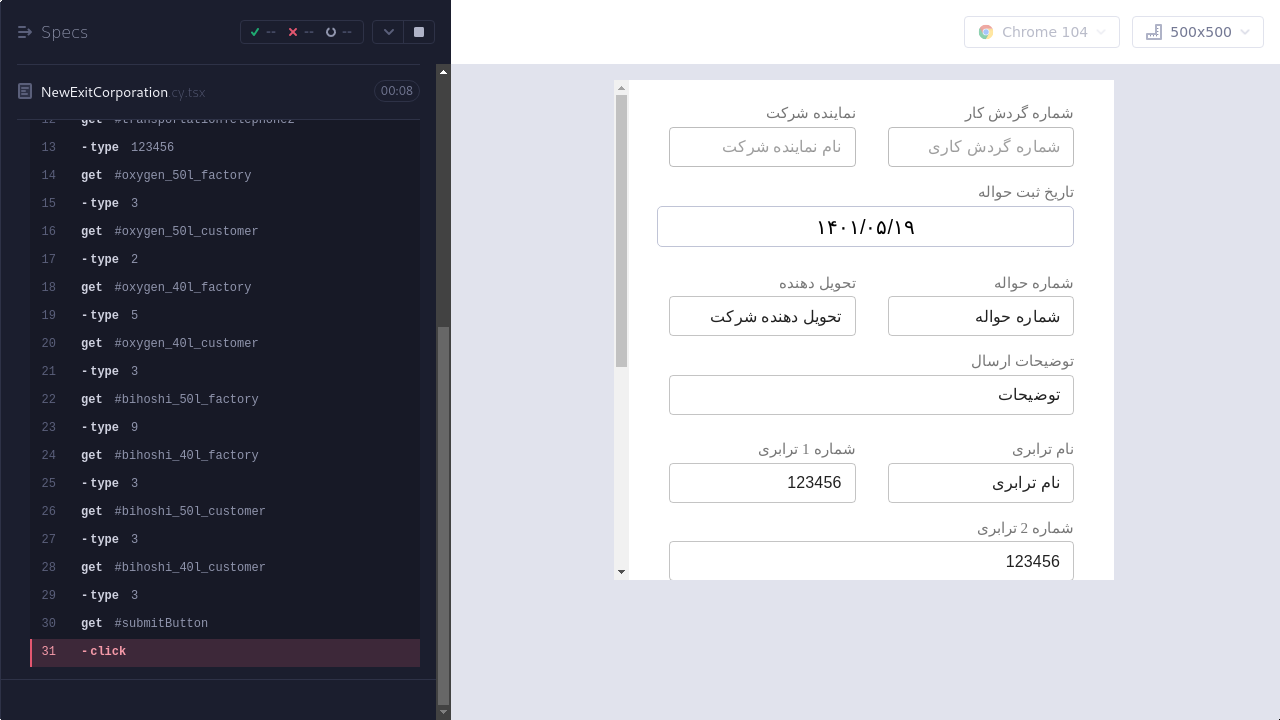 Specs
-- -- --
Chrome 104
500x500
NewExitCorporation.cy.tsx 00:08
12 get #transportationTelephone2
13 -type 123456
14 get #oxygen_50l_factory
15 -type 3
16 get #oxygen_50l_customer
17 -type 2
18 get #oxygen_40l_factory
19 -type 5
20 get #oxygen_40l_customer
21 -type 3
22 get #bihoshi_50l_factory
23 -type 9
24 get #bihoshi_40l_factory
25 -type 3
26 get #bihoshi_50l_customer
27 -type 3
28 get #bihoshi_40l_customer
29 -type 3
30 get #submitButton
31 -click
شماره گردش کار نماینده شرکت
شماره گردش کاری نام نماینده شرکت
تاریخ ثبت حواله
۱۴۰۱/۰۵/۱۹
شماره حواله تحویل دهنده
شماره حواله تحویل دهنده شرکت
توضیحات ارسال
توضیحات
نام ترابری شماره 1 ترابری
نام ترابری 123456
شماره 2 ترابری
123456